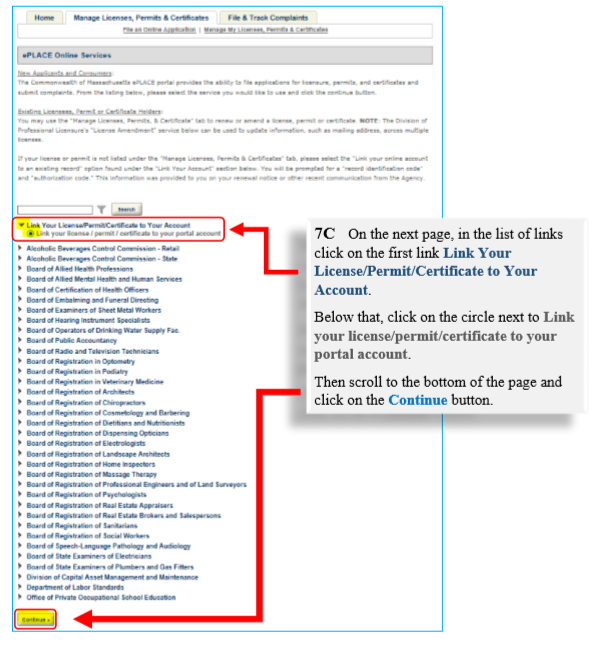 Home Manage Licenses, Permits & Certificates File & Track Complaints
File an Online Application | Manage My Licenses, Permits & Certificates
ePLACE Online Services
New Applicants and Consumers:
The Commonwealth of Massachusetts ePLACE portal provides the ability to file applications for licensure, permits, and certificates and
submit complaints. From the listing below, please select the service you would like to use and click the continue button.
Existing Licensees, Permit or Certificate Holders:
You may use the "Manage Licenses, Permits, & Certificate" tab to renew or amend a license, permit or certificate. NOTE: The Division of
Professional Licensure's "License Amendment" service below can be used to update information, such as mailing address, across multiple
licenses.
If your license or permit is not listed under the "Manage Licenses, Permits & Certificates" tab, please select the "Link your online account
to an existing record" option found under the "Link Your Account" section below. You will be prompted for a "record identification code"
and "authorization code." This information was provided to you on your renewal notice or other recent communication from the Agency.
Search
Link Your License/Permit/Certificate to Your Account
Link your license / permit / certificate to your portal account
Alcoholic Beverages Control Commission - Retail
Alcoholic Beverages Control Commission - State
Board of Allied Health Professions
Board of Allied Mental Health and Human Services
Board of Certification of Health Officers
Board of Embalming and Funeral Directing
Board of Examiners of Sheet Metal Workers
Board of Hearing Instrument Specialists
Board of Operators of Drinking Water Supply Fac.
Board of Public Accountancy
Board of Radio and Television Technicians
Board of Registration in Optometry
Board of Registration in Podiatry
Board of Registration in Veterinary Medicine
Board of Registration of Architects
Board of Registration of Chiropractors
Board of Registration of Cosmetology and Barbering
Board of Registration of Dietitians and Nutritionists
Board of Registration of Dispensing Opticians
Board of Registration of Electrologists
Board of Registration of Landscape Architects
Board of Registration of Home Inspectors
Board of Registration of Massage Therapy
Board of Registration of Professional Engineers and of Land Surveyors
Board of Registration of Psychologists
Board of Registration of Real Estate Appraisers
Board of Registration of Real Estate Brokers and Salespersons
Board of Registration of Sanitarians
Board of Registration of Social Workers
Board of Speech-Language Pathology and Audiology
Board of State Examiners of Electricians
Board of State Examiners of Plumbers and Gas Fitters
Division of Capital Asset Management and Maintenance
Department of Labor Standards
Office of Private Occupational School Education
Continue »
7C On the next page, in the list of links
click on the first link Link Your
License/Permit/Certificate to Your
Account.
Below that, click on the circle next to Link
your license/permit/certificate to your
portal account.
Then scroll to the bottom of the page and
click on the Continue button.